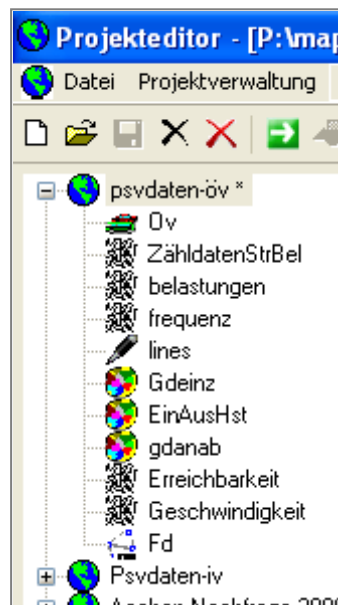 Projekteditor - [P:\map
Datei Projektverwaltung
psvdaten-öv *
Ov
ZähldatenStrBel
belastungen
frequenz
lines
Gdeinz
EinAusHst
gdanab
Erreichbarkeit
Geschwindigkeit
Fd
Psvdaten-iv